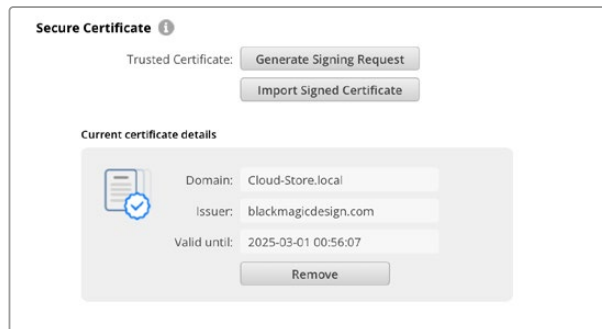 Secure Certificate
Trusted Certificate: Generate Signing Request
Import Signed Certificate
Current certificate details
Domain: Cloud-Store.local
Issuer: blackmagicdesign.com
Valid until: 2025-03-01 00:56:07
Remove